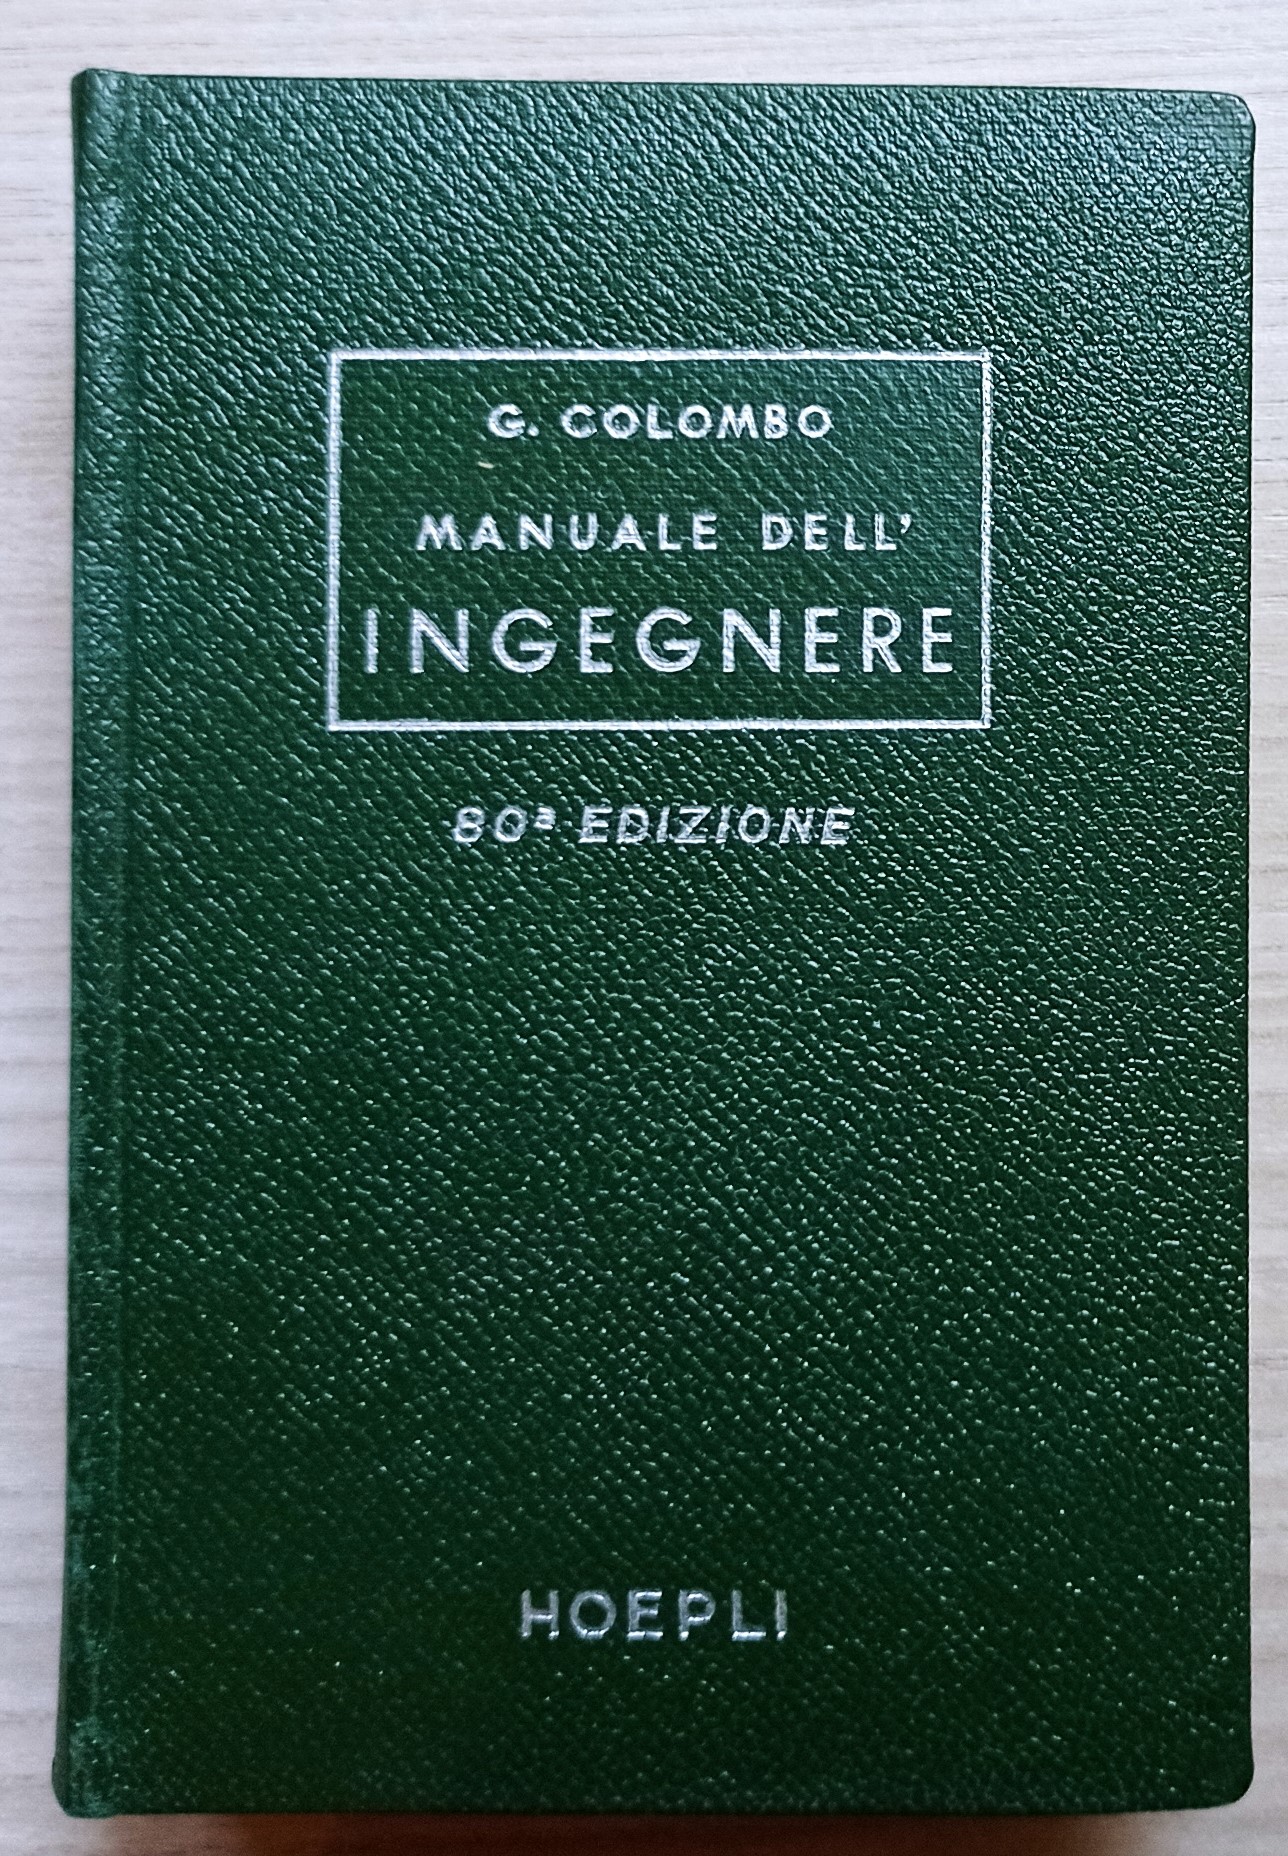 G. COLOMBO
MANUALE DELL'
INGEGNERE
80ª EDIZIONE
HOEPLI